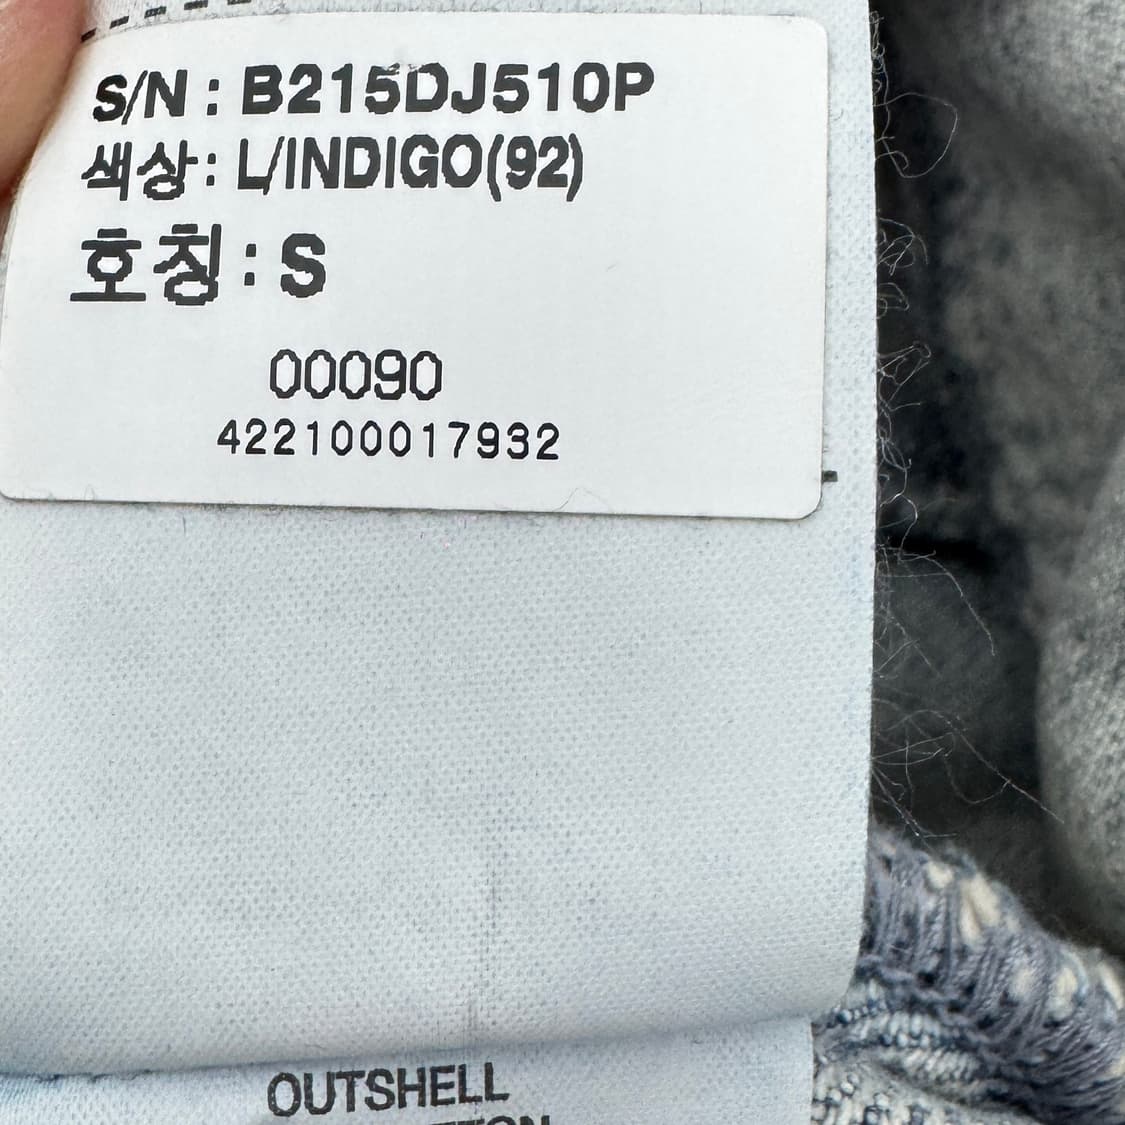 S/N : B215DJ510P
색상: L/INDIGO(92)
호칭 : S
00090
422100017932
OUTSHELL